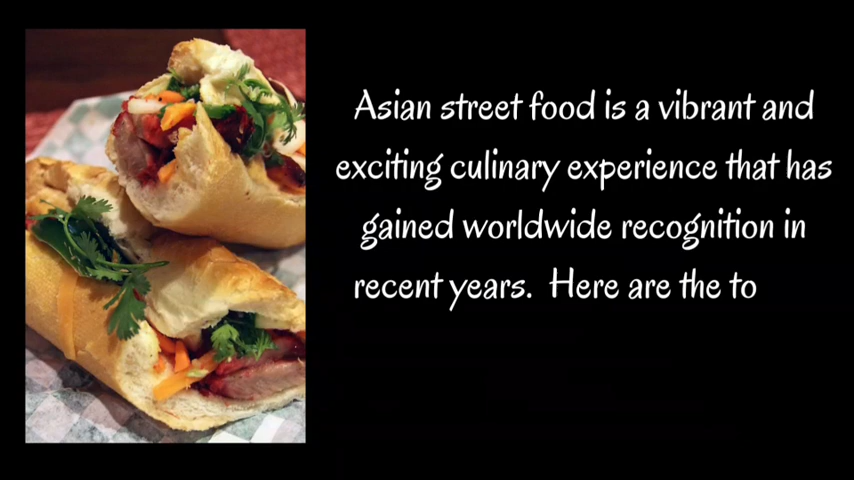 Asian street food is a vibrant and
exciting culinary experience that has
gained worldwide recognition in
recent years. Here are the to